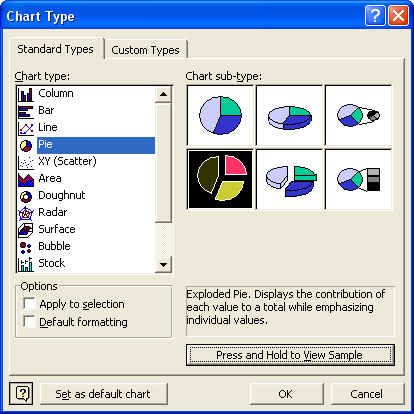 Chart Type
Standard Types Custom Types
Chart type:
Column
Bar
Line
Pie
XY (Scatter)
Area
Doughnut
Radar
Surface
Bubble
Stock
Chart sub-type:
Options
Apply to selection
Default formatting
Exploded Pie. Displays the contribution of
each value to a total while emphasizing
individual values.
Press and Hold to View Sample
Set as default chart OK Cancel